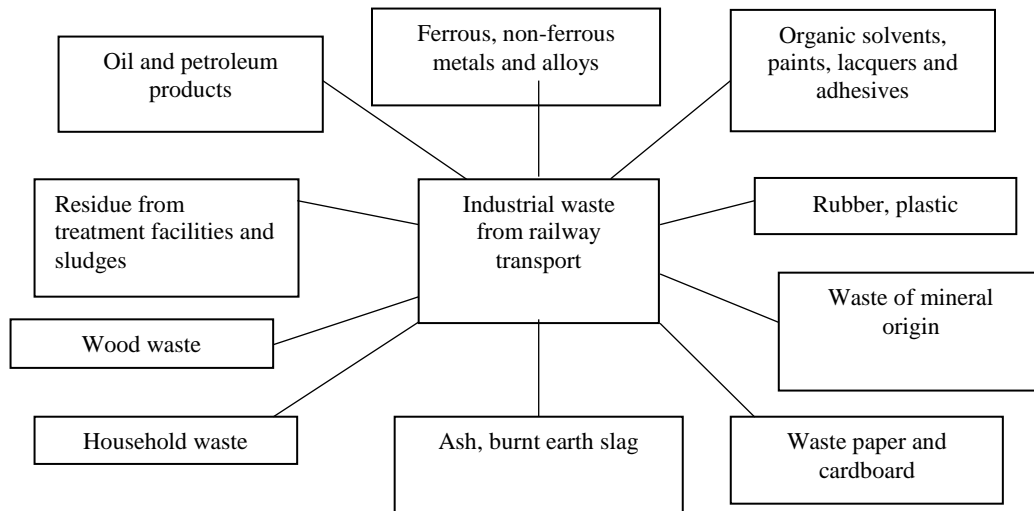 Oil and petroleum
products
Ferrous, non-ferrous
metals and alloys
Organic solvents,
paints, lacquers and
adhesives
Residue from
treatment facilities and
sludges
Industrial waste
from railway
transport
Rubber, plastic
Waste of mineral
origin
Wood waste
Household waste
Ash, burnt earth slag
Waste paper and
cardboard